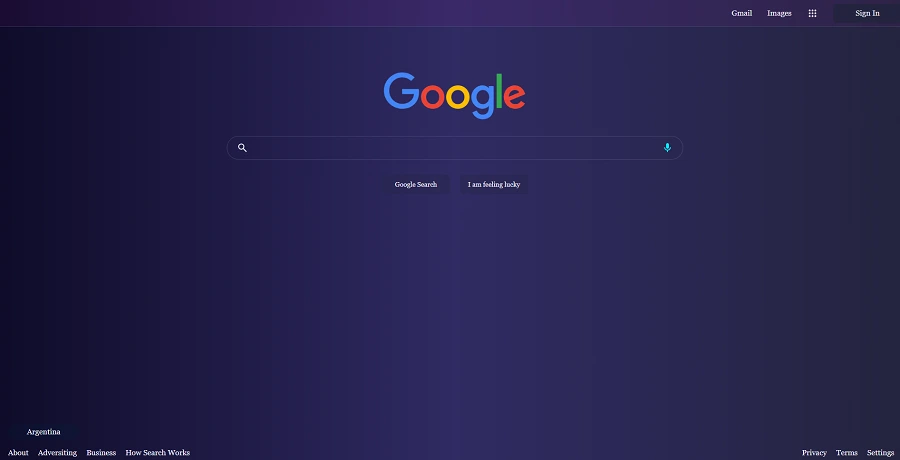 Gmail Images Sign In
Google
Google Search I am feeling lucky
Argentina
About Adversiting Business How Search Works Privacy Terms Settings